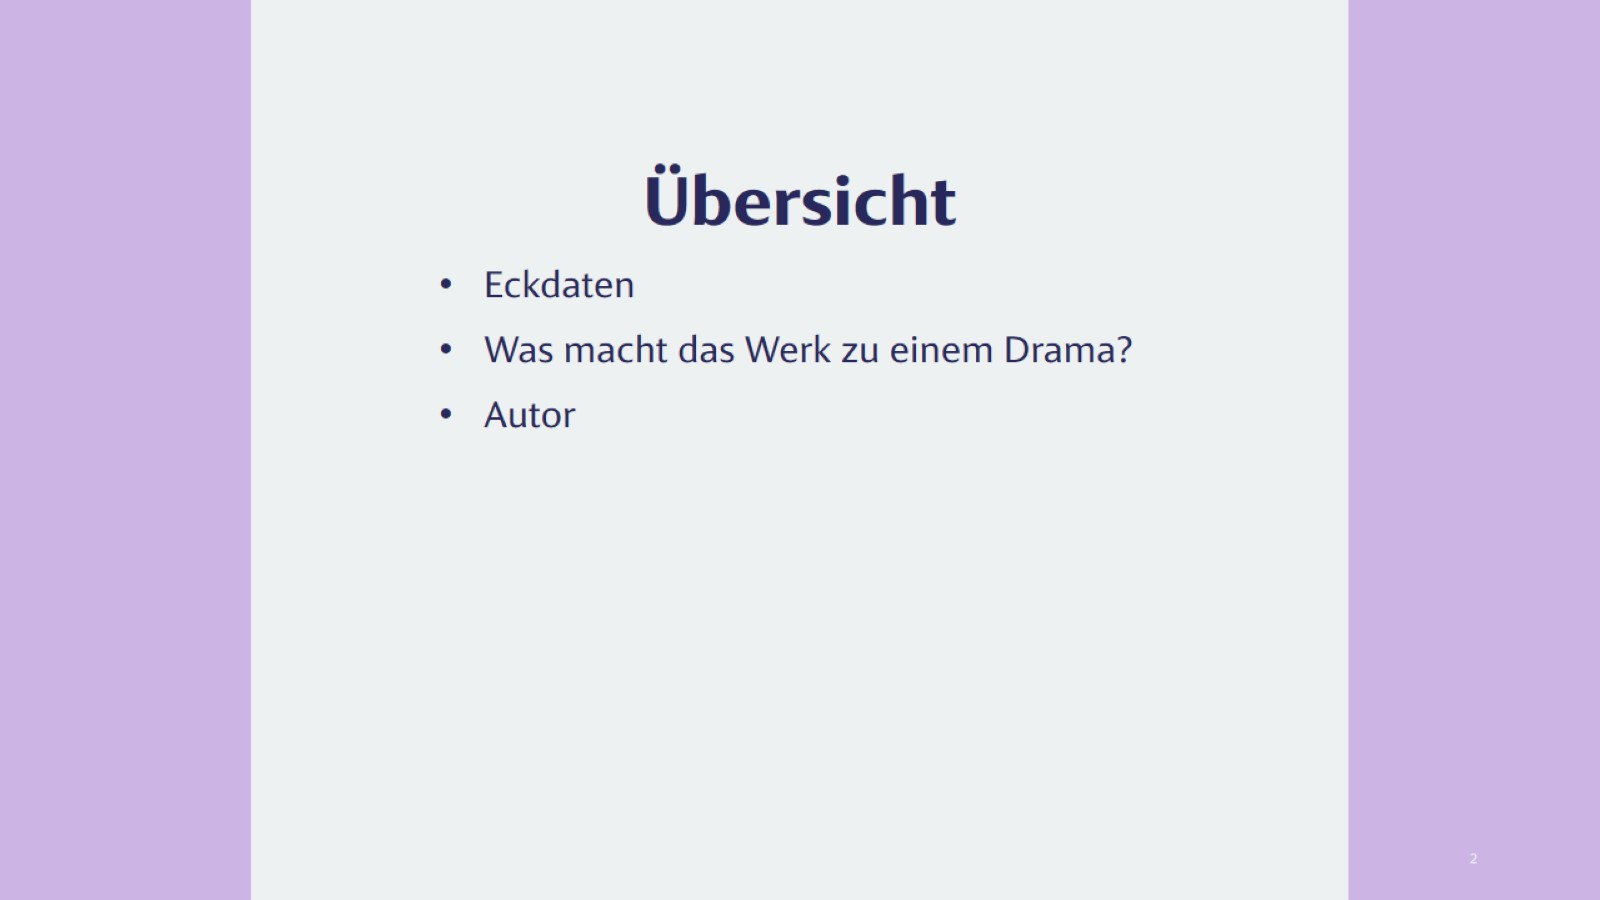 Übersicht
• Eckdaten
• Was macht das Werk zu einem Drama?
• Autor
2